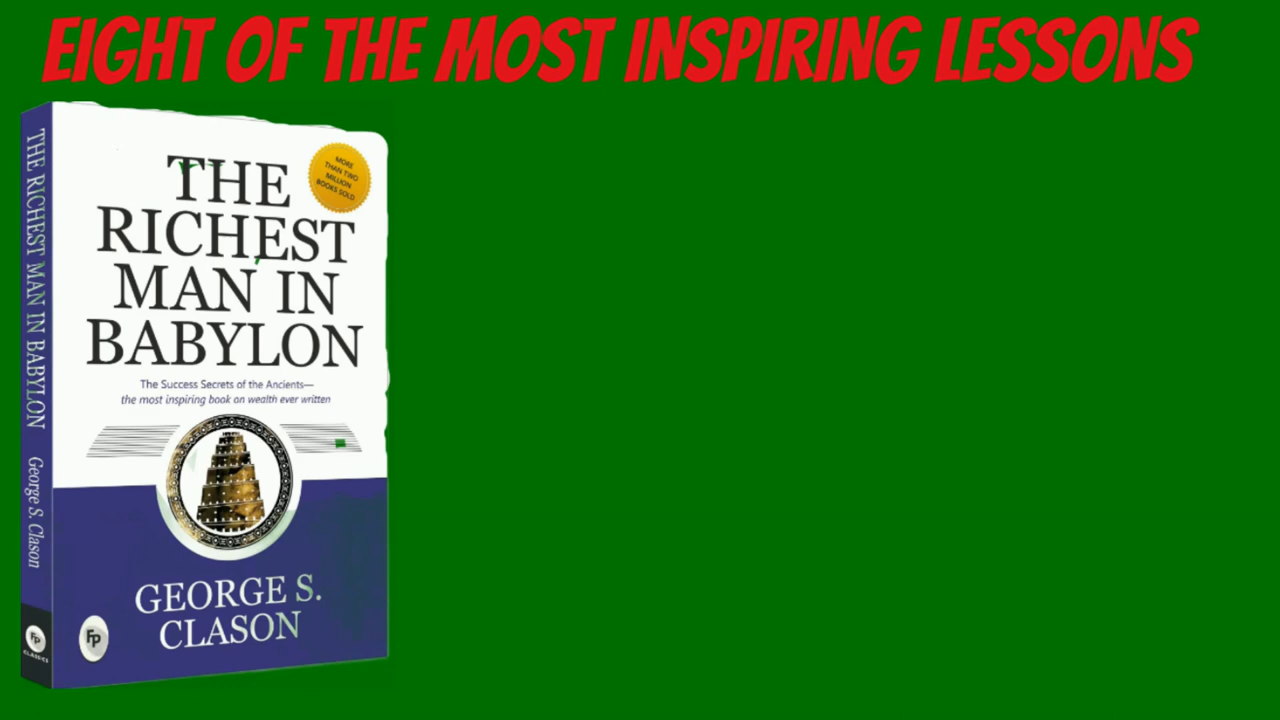 EIGHT OF THE MOST INSPIRING LESSONS
THE RICHEST MAN IN BABYLON George S. Clason
FP
CLASSICS
THE
RICHEST
MAN IN
BABYLON
MORE
THAN TWO
MILLION
BOOKS SOLD
The Success Secrets of the Ancients—
the most inspiring book on wealth ever written
GEORGE S.
CLASON
FP